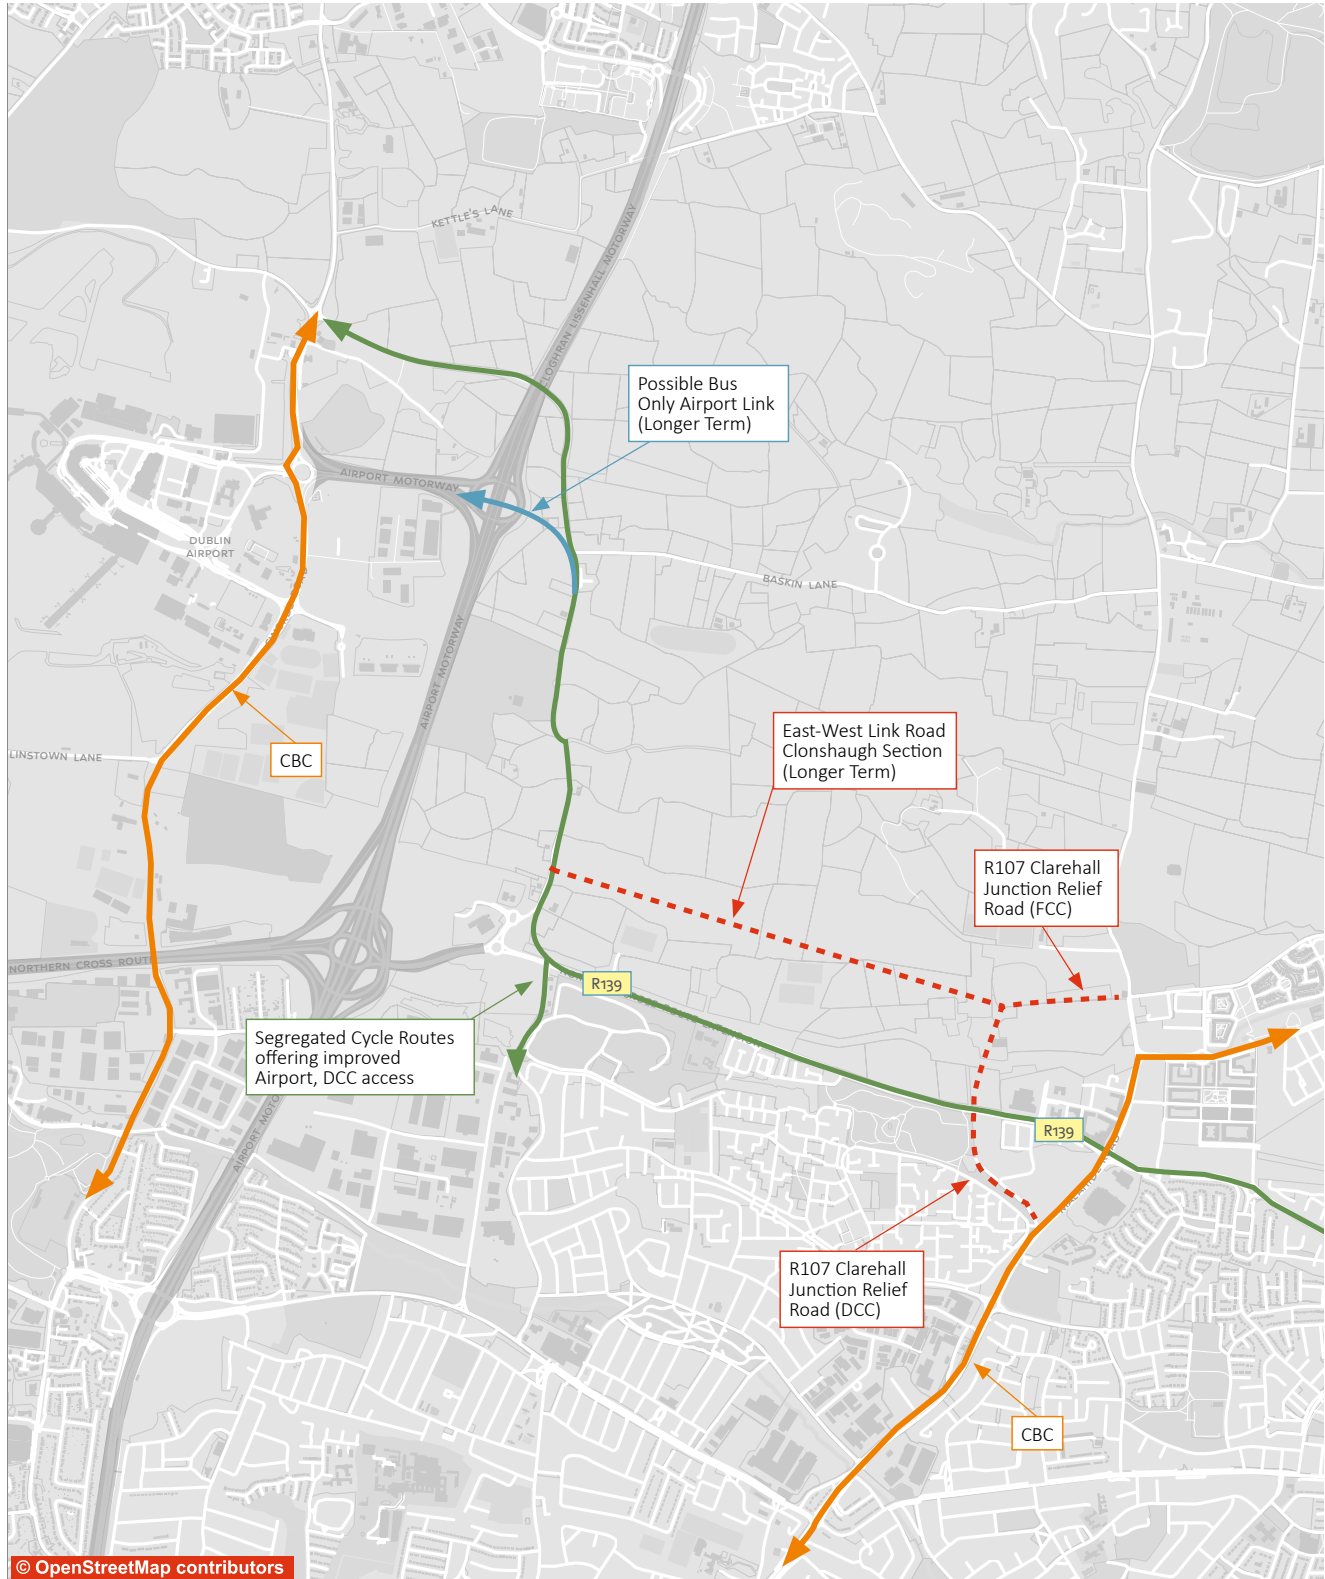 KETTLE'S LANE
CLOGHRAN LISSENHALL MOTORWAY
Possible Bus
Only Airport Link
(Longer Term)
AIRPORT MOTORWAY
DUBLIN
AIRPORT
BASKIN LANE
AIRPORT MOTORWAY
East-West Link Road
Clonshaugh Section
(Longer Term)
LINSTOWN LANE
CBC
R107 Clarehall
Junction Relief
Road (FCC)
NORTHERN CROSS ROUTE
R139
Segregated Cycle Routes
offering improved
Airport, DCC access
AIRPORT MOTO
R139
R107 Clarehall
Junction Relief
Road (DCC)
CBC
© OpenStreetMap contributors